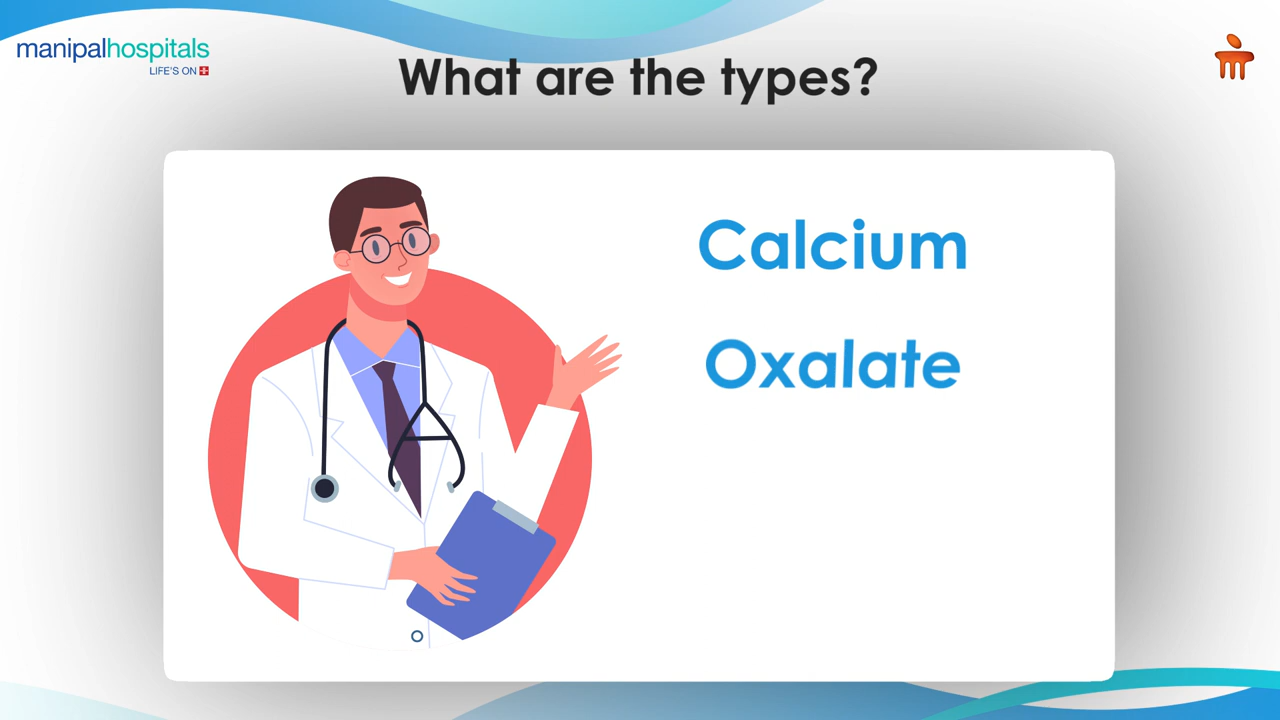 manipalhospitals
LIFE'S ON
What are the types?
Calcium
Oxalate